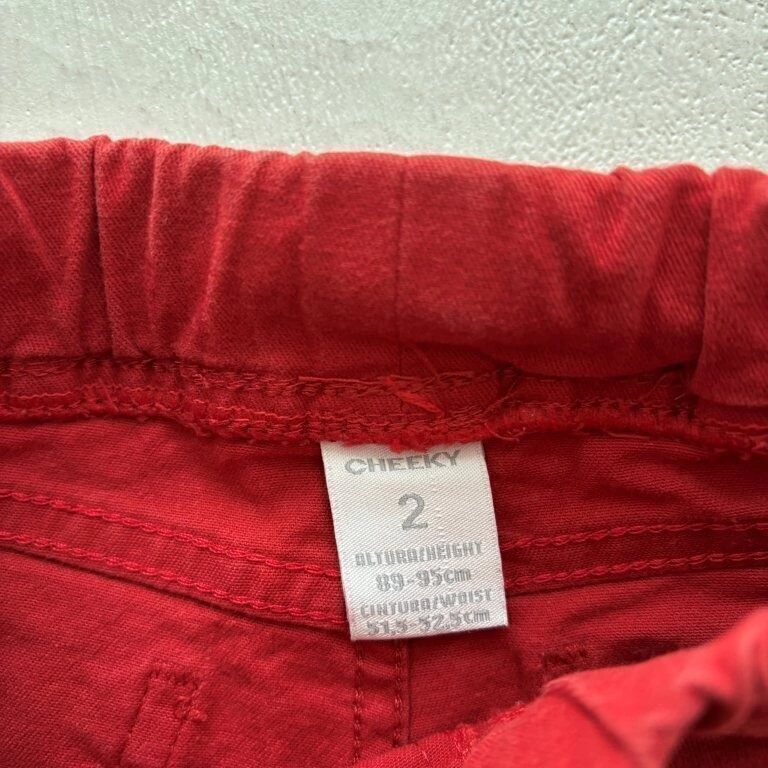 CHEEKY
2
ALTURA/HEIGHT
89-95cm
CINTURA/WAIST
51,5-52,5cm